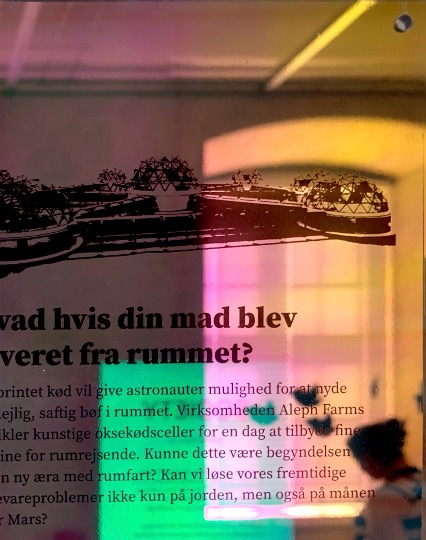 vad hvis din mad blev
veret fra rummet?
printet kød vil give astronauter mulighed for at nyde
lejlig, saftig bøf i rummet. Virksomheden Aleph Farms
ikler kunstige oksekødsceller for en dag at tilbyde fine
ine for rumrejsende. Kunne dette være begyndelsen
n ny æra med rumfart? Kan vi løse vores fremtidige
evareproblemer ikke kun på jorden, men også på månen
r Mars?